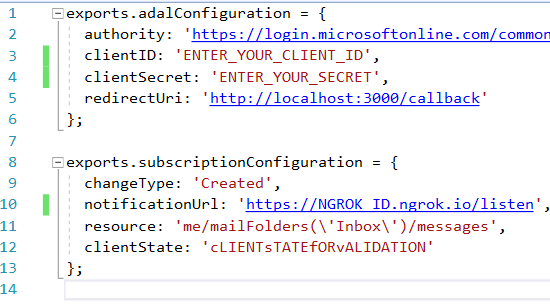 1 exports.adalConfiguration = {
2 authority: 'https://login.microsoftonline.com/common
3 clientID: 'ENTER_YOUR_CLIENT_ID',
4 clientSecret: 'ENTER_YOUR_SECRET',
5 redirectUri: 'http://localhost:3000/callback'
6 };
7
8 exports.subscriptionConfiguration = {
9 changeType: 'Created',
10 notificationUrl: 'https://NGROK_ID.ngrok.io/listen',
11 resource: 'me/mailFolders(\'Inbox\')/messages',
12 clientState: 'cLIENTsTATEfORvALIDATION'
13 };
14